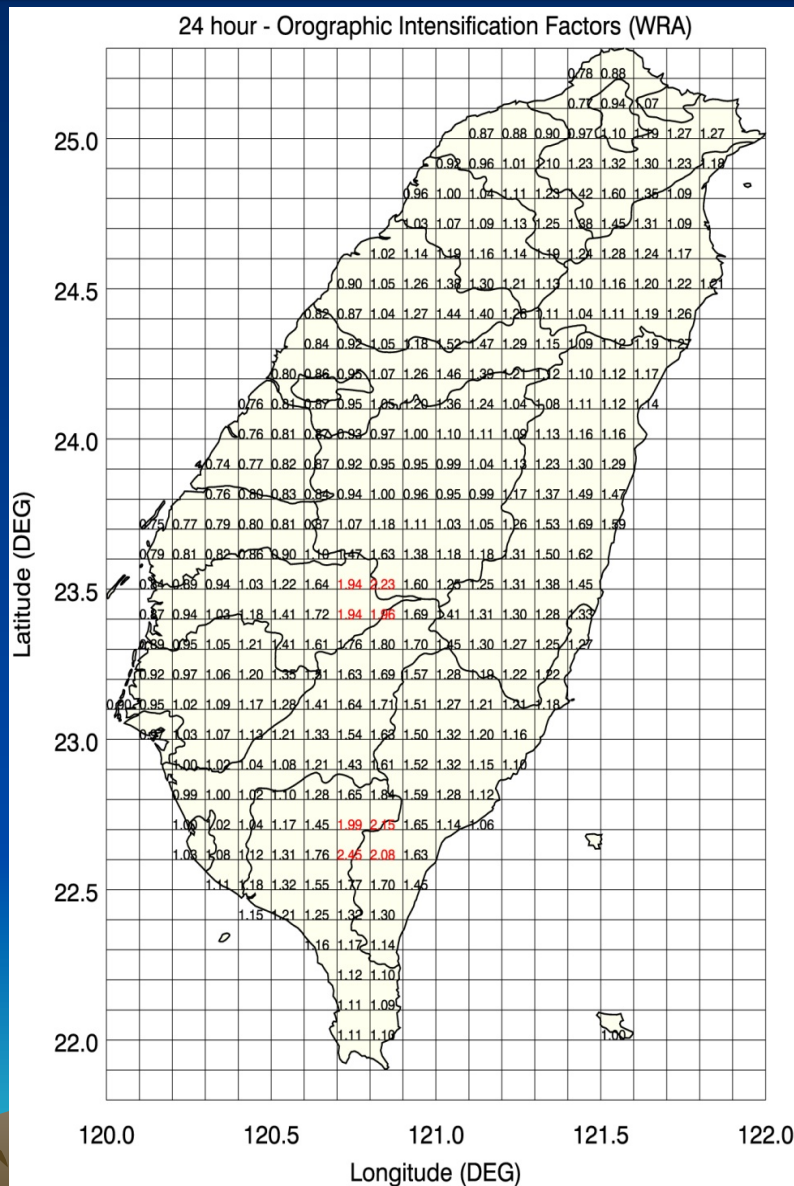 24 hour - Orographic Intensification Factors (WRA)
0.78 0.88
0.77 0.94 1.07
25.0 0.87 0.88 0.90 0.97 1.10 1.27 1.27
0.92 0.96 1.01 1.10 1.23 1.32 1.30 1.23 1.18
0.96 1.00 1.04 1.11 1.23 1.42 1.60 1.35 1.09
1.03 1.07 1.09 1.13 1.25 1.38 1.45 1.31 1.09
1.02 1.14 1.19 1.16 1.14 1.19 1.24 1.28 1.24 1.17
24.5 0.90 1.05 1.26 1.38 1.30 1.21 1.13 1.10 1.16 1.20 1.22 1.21
0.82 0.87 1.04 1.27 1.44 1.40 1.26 1.11 1.04 1.11 1.19 1.26
0.84 0.92 1.05 1.18 1.52 1.47 1.29 1.15 1.09 1.12 1.19 1.27
0.80 0.86 0.95 1.07 1.26 1.46 1.39 1.21 1.12 1.10 1.12 1.17
0.76 0.81 0.87 0.95 1.05 1.20 1.36 1.24 1.04 1.08 1.11 1.12 1.14
24.0 0.76 0.81 0.87 0.93 0.97 1.00 1.10 1.11 1.09 1.13 1.16 1.16
0.74 0.77 0.82 0.87 0.92 0.95 0.95 0.99 1.04 1.13 1.23 1.30 1.29
0.76 0.80 0.83 0.84 0.94 1.00 0.96 0.95 0.99 1.17 1.37 1.49 1.47
0.75 0.77 0.79 0.80 0.81 0.87 1.07 1.18 1.11 1.03 1.05 1.26 1.53 1.69 1.59
0.79 0.81 0.82 0.86 0.90 1.10 1.47 1.63 1.38 1.18 1.18 1.31 1.50 1.62
23.5 0.84 0.89 0.94 1.03 1.22 1.64 1.94 2.23 1.60 1.25 1.25 1.31 1.38 1.45
0.87 0.94 1.03 1.18 1.41 1.72 1.94 1.96 1.69 1.41 1.31 1.30 1.28 1.33
0.89 0.95 1.05 1.21 1.41 1.61 1.76 1.80 1.70 1.45 1.30 1.27 1.25 1.27
0.92 0.97 1.06 1.20 1.35 1.63 1.69 1.57 1.28 1.19 1.22 1.22
0.90 0.95 1.02 1.09 1.17 1.28 1.41 1.64 1.71 1.51 1.27 1.21 1.21 1.18
23.0 0.97 1.03 1.07 1.13 1.21 1.33 1.54 1.63 1.50 1.32 1.20 1.16
1.00 1.02 1.04 1.08 1.21 1.43 1.61 1.52 1.32 1.15 1.10
0.99 1.00 1.02 1.10 1.28 1.65 1.84 1.59 1.28 1.12
1.00 1.02 1.04 1.17 1.45 1.99 2.15 1.65 1.14 1.06
1.03 1.08 1.12 1.31 1.76 2.45 2.08 1.63
22.5 1.11 1.18 1.32 1.55 1.77 1.70 1.45
1.15 1.21 1.25 1.32 1.30
1.16 1.17 1.14
1.12 1.10
1.11 1.09
22.0 1.11 1.10 1.00
120.0 120.5 121.0 121.5 122.0
Longitude (DEG)
Latitude (DEG)